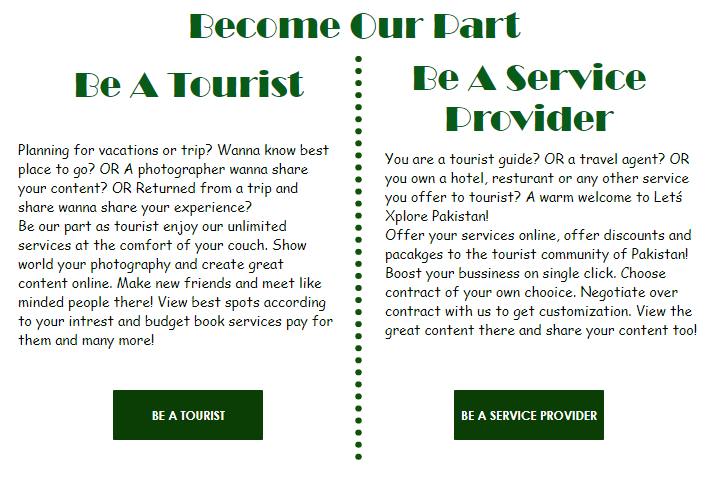 Become Our Part
Be A Tourist
Planning for vacations or trip? Wanna know best
place to go? OR A photographer wanna share
your content? OR Returned from a trip and
share wanna share your experience?
Be our part as tourist enjoy our unlimited
services at the comfort of your couch. Show
world your photography and create great
content online. Make new friends and meet like
minded people there! View best spots according
to your intrest and budget book services pay for
them and many more!
BE A TOURIST
Be A Service
Provider
You are a tourist guide? OR a travel agent? OR
you own a hotel, resturant or any other service
you offer to tourist? A warm welcome to Letś
Xplore Pakistan!
Offer your services online, offer discounts and
pacakges to the tourist community of Pakistan!
Boost your bussiness on single click. Choose
contract of your own chooice. Negotiate over
contract with us to get customization. View the
great content there and share your content too!
BE A SERVICE PROVIDER